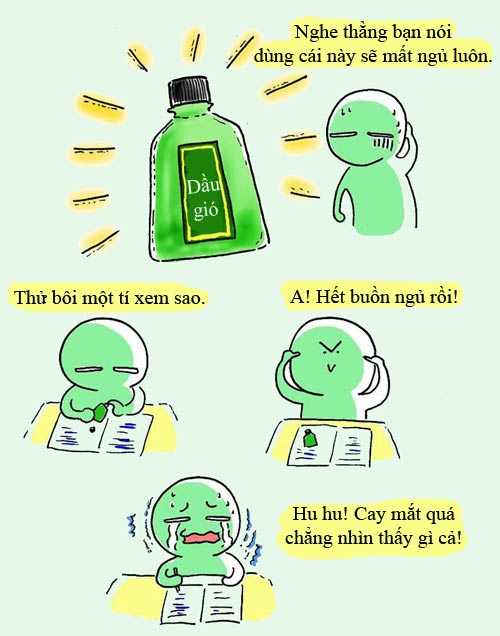 Nghe thằng bạn nói
dùng cái này sẽ mất ngủ luôn.
Dầu
gió
Thử bôi một tí xem sao.
A! Hết buồn ngủ rồi!
Hu hu! Cay mắt quá
chẳng nhìn thấy gì cả!